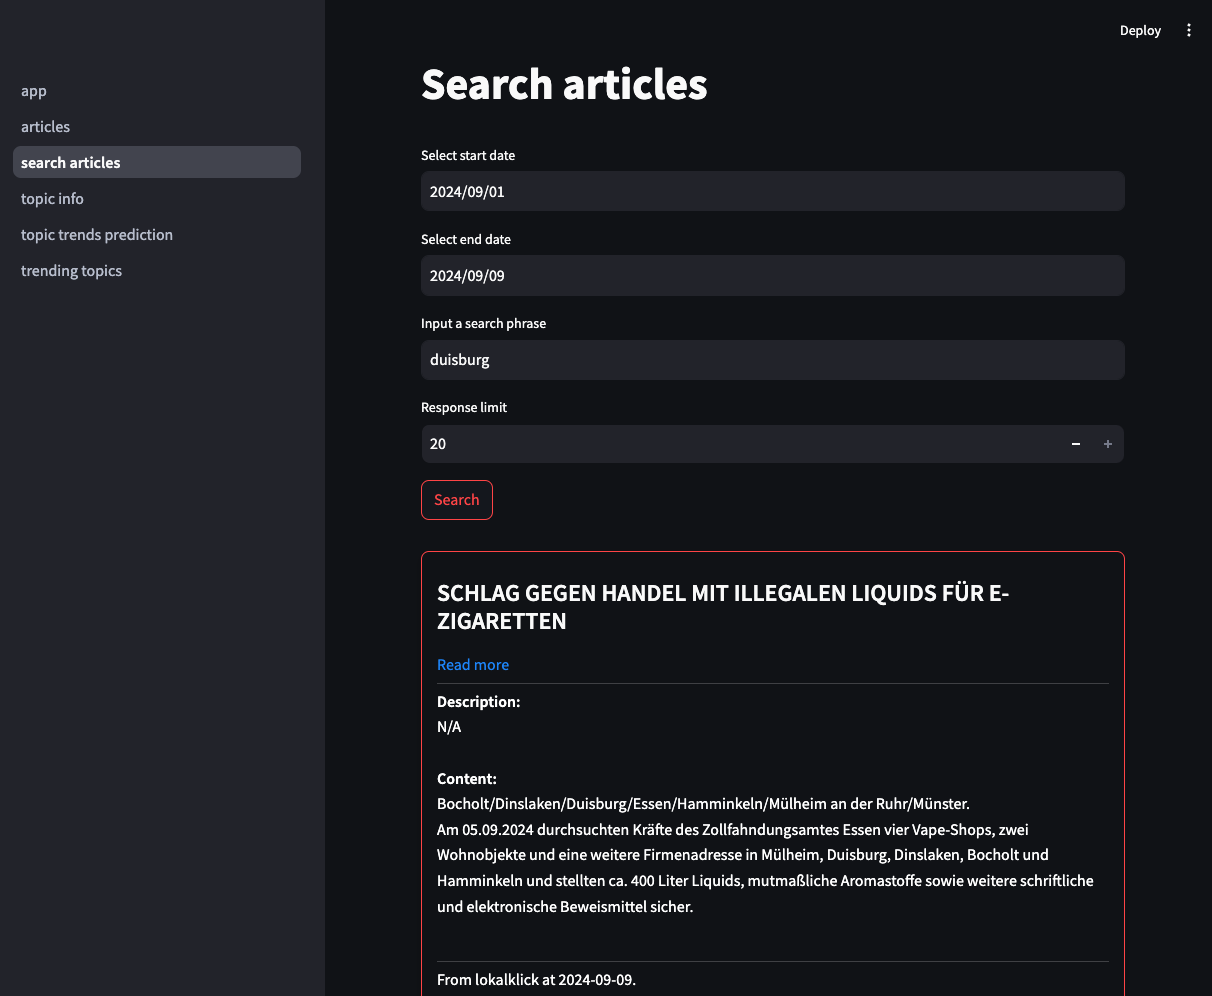 Deploy
app
articles
search articles
topic info
topic trends prediction
trending topics
Search articles
Select start date
2024/09/01
Select end date
2024/09/09
Input a search phrase
duisburg
Response limit
20
Search
SCHLAG GEGEN HANDEL MIT ILLEGALEN LIQUIDS FÜR E-
ZIGARETTEN
Read more
Description:
N/A
Content:
Bocholt/Dinslaken/Duisburg/Essen/Hamminkeln/Mülheim an der Ruhr/Münster.
Am 05.09.2024 durchsuchten Kräfte des Zollfahndungsamtes Essen vier Vape-Shops, zwei
Wohnobjekte und eine weitere Firmenadresse in Mülheim, Duisburg, Dinslaken, Bocholt und
Hamminkeln und stellten ca. 400 Liter Liquids, mutmaßliche Aromastoffe sowie weitere schriftliche
und elektronische Beweismittel sicher.
From lokalklick at 2024-09-09.